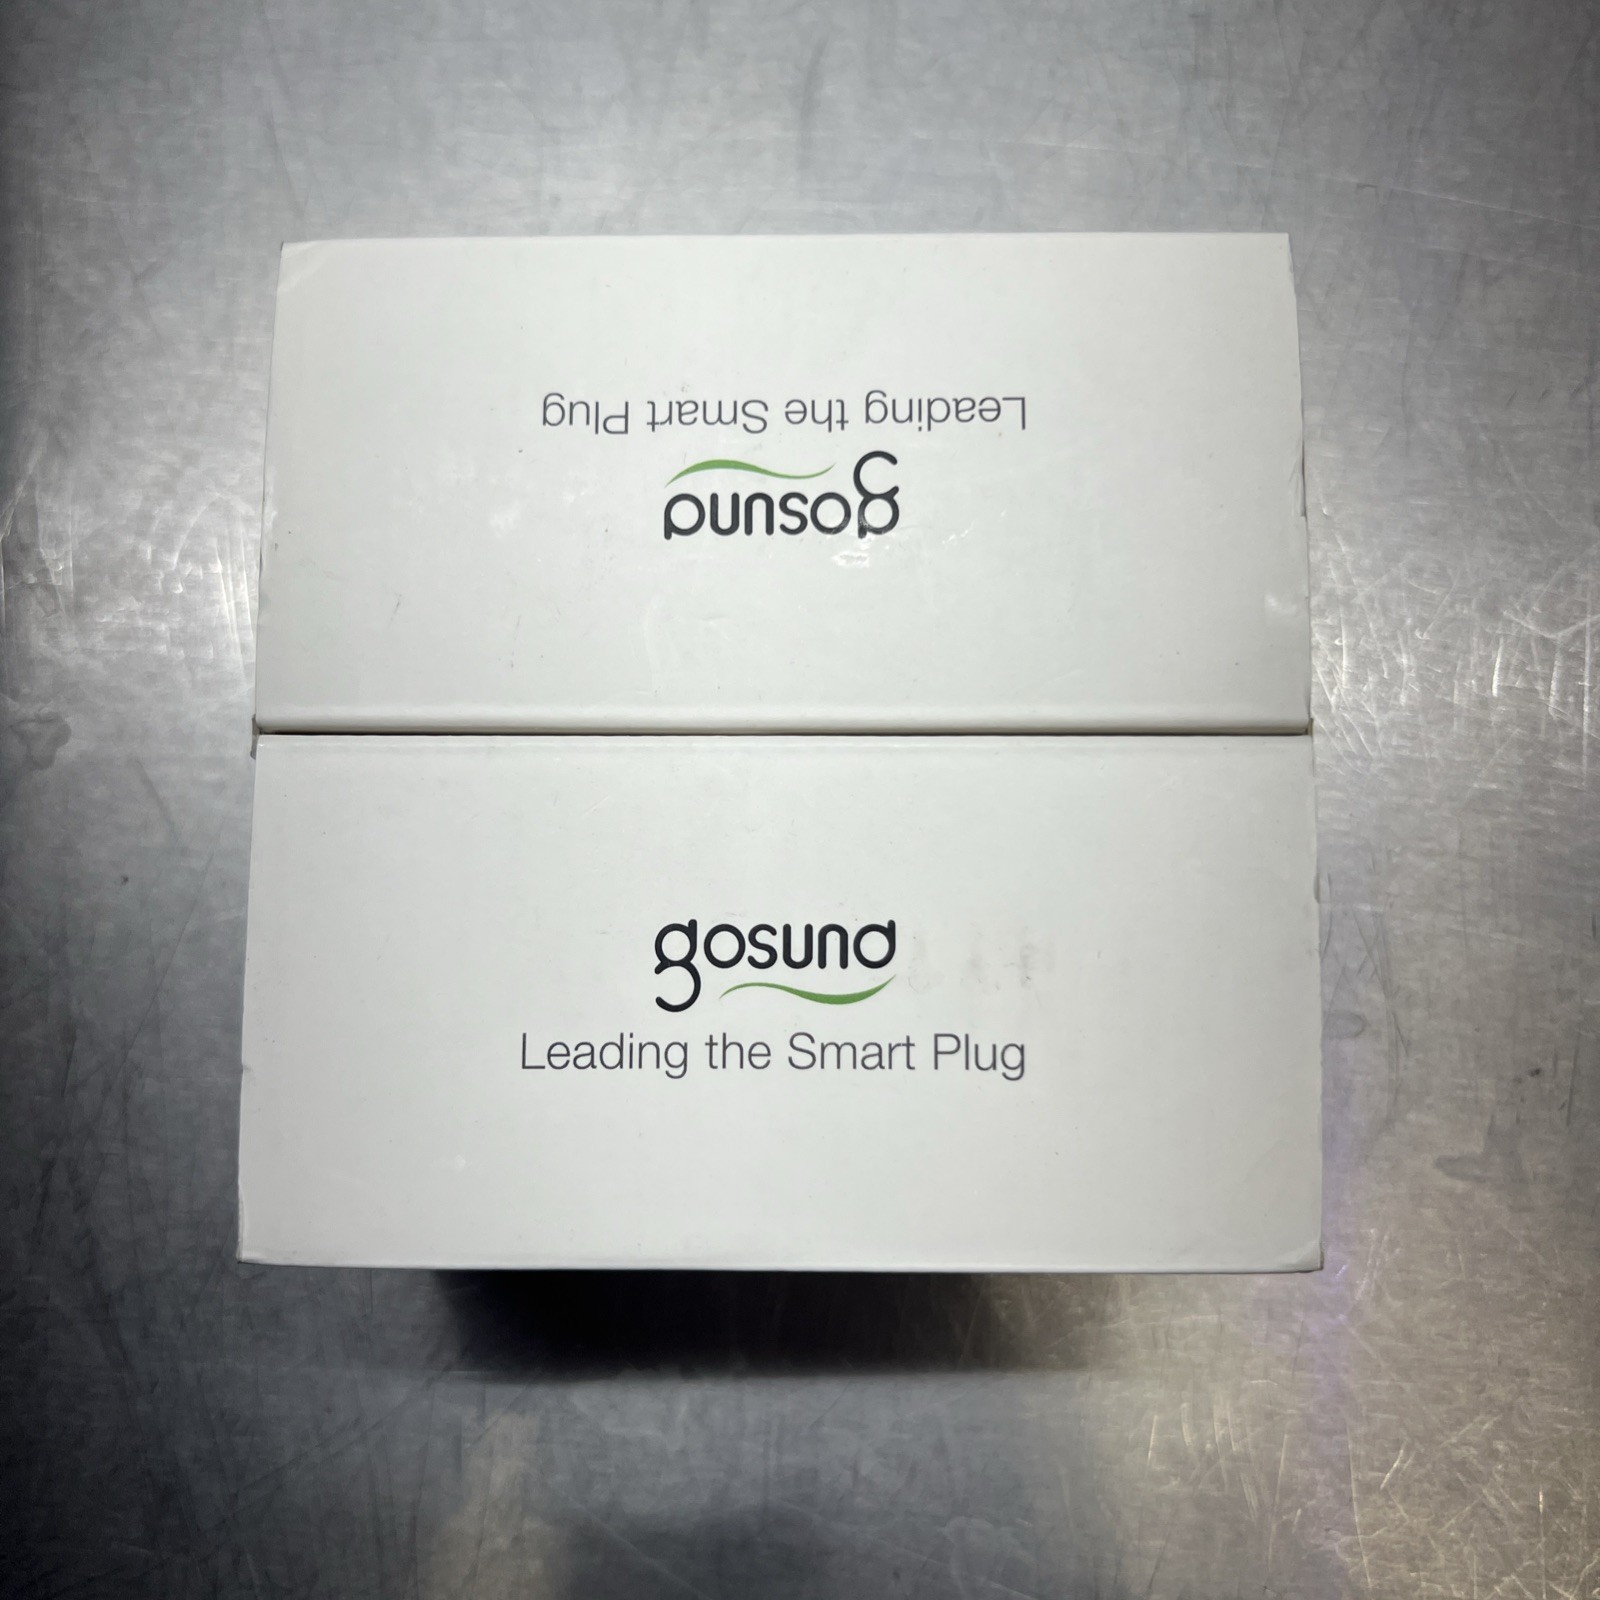 Leading the Smart Plug
gosund
gosund
Leading the Smart Plug